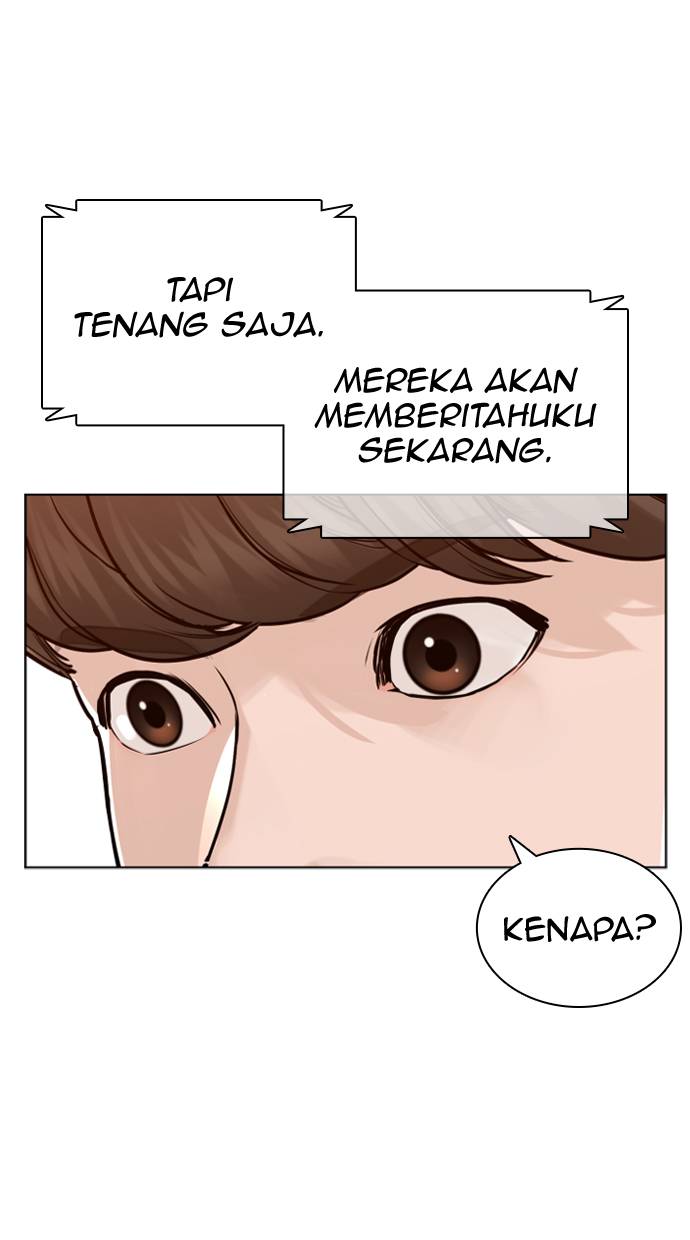 TAPI
TENANG SAJA.
MEREKA AKAN
MEMBERITAHUKU
SEKARANG.
KENAPA?